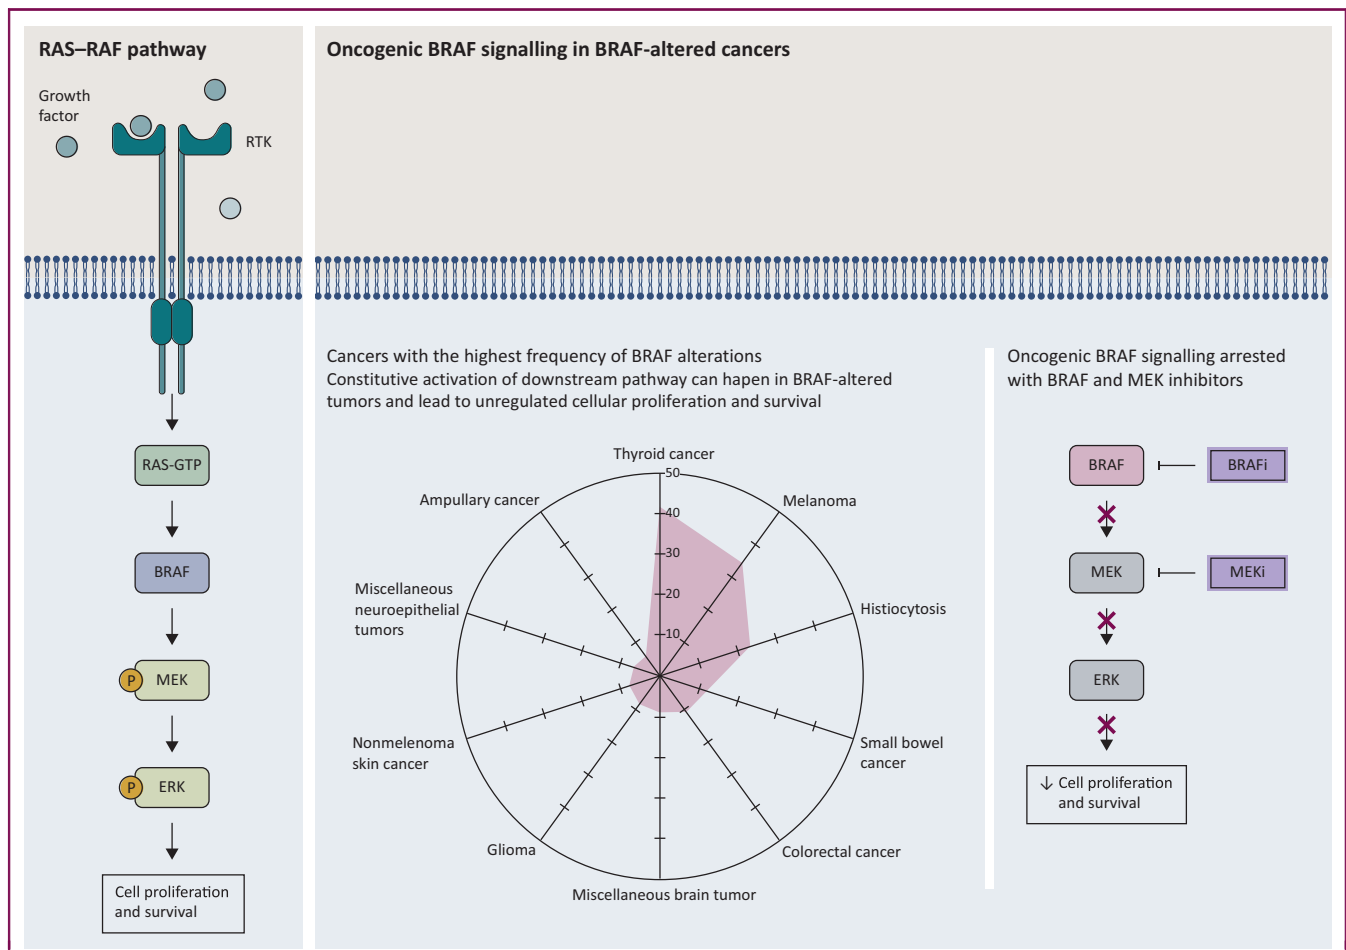 RAS–RAF pathway
Growth
factor
RTK
RAS-GTP
BRAF
P
MEK
P
ERK
Cell proliferation
and survival
Oncogenic BRAF signalling in BRAF-altered cancers
Cancers with the highest frequency of BRAF alterations
Constitutive activation of downstream pathway can hapen in BRAF-altered
tumors and lead to unregulated cellular proliferation and survival
Thyroid cancer
50
40
30
20
10
Melanoma
Histiocytosis
Small bowel
cancer
Colorectal cancer
Miscellaneous brain tumor
Glioma
Nonmelenoma
skin cancer
Miscellaneous
neuroepithelial
tumors
Ampullary cancer
Oncogenic BRAF signalling arrested
with BRAF and MEK inhibitors
BRAF
BRAFi
MEK
MEKi
ERK
↓ Cell proliferation
and survival